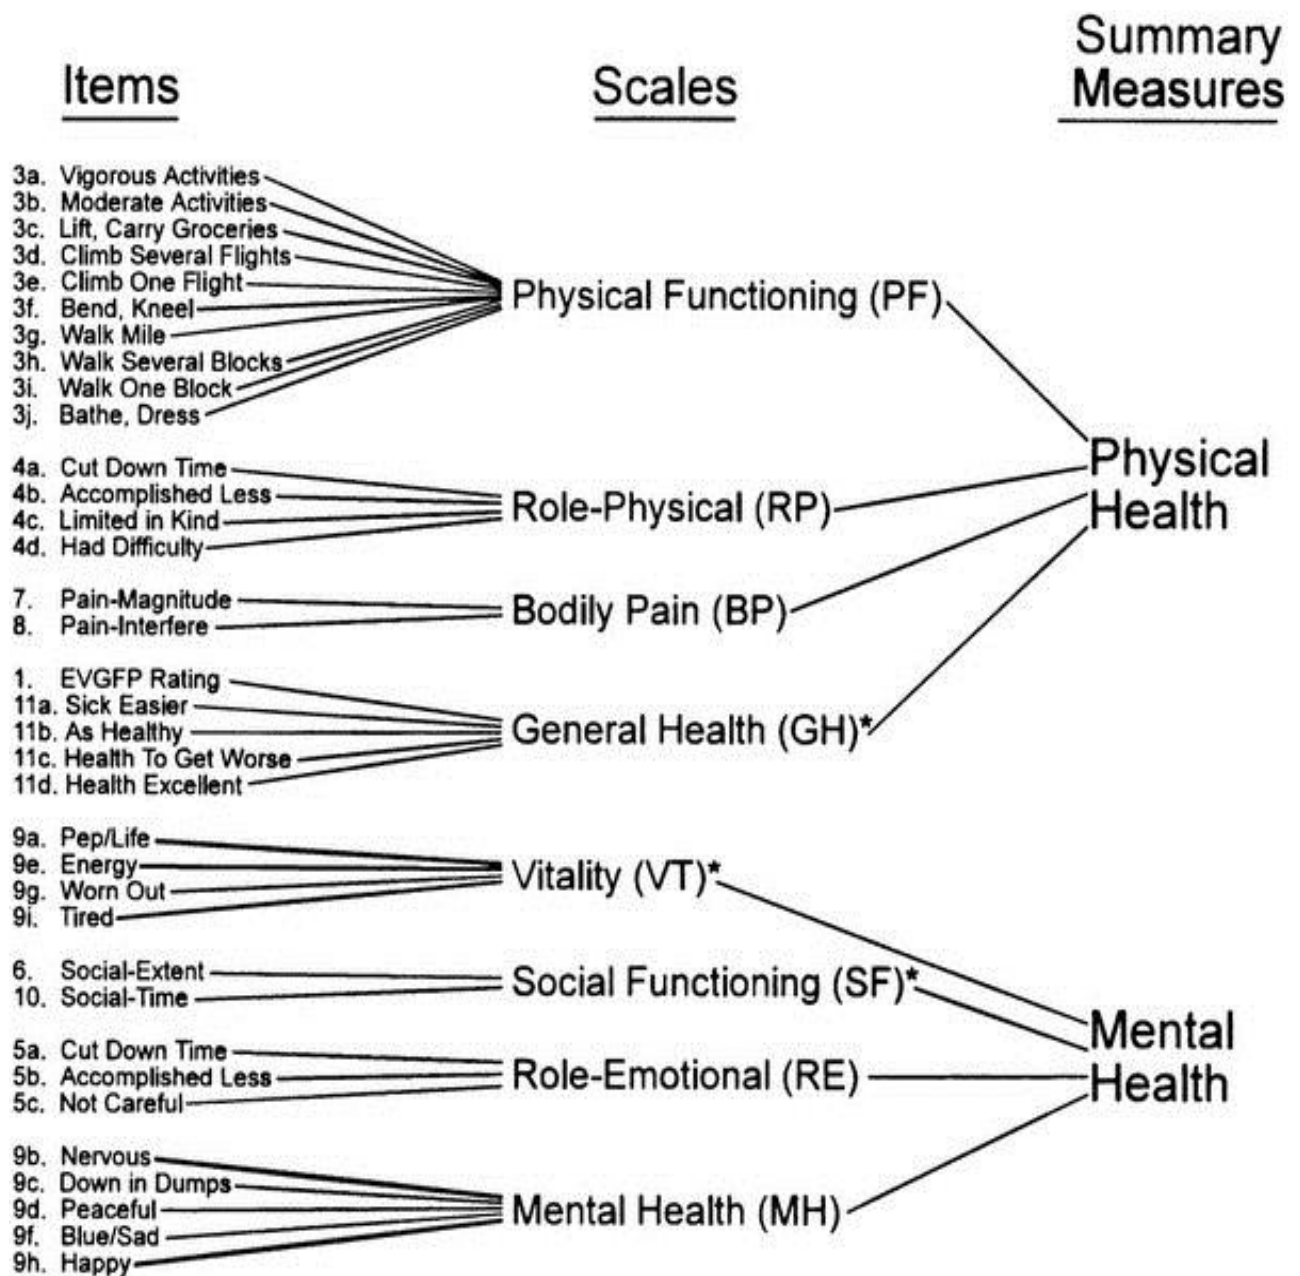 Items
Scales
Summary
Measures
3a. Vigorous Activities
3b. Moderate Activities
3c. Lift, Carry Groceries
3d. Climb Several Flights
3e. Climb One Flight
3f. Bend, Kneel
3g. Walk Mile
3h. Walk Several Blocks
3i. Walk One Block
3j. Bathe, Dress
Physical Functioning (PF)
4a. Cut Down Time
4b. Accomplished Less
4c. Limited in Kind
4d. Had Difficulty
Role-Physical (RP)
7. Pain-Magnitude
8. Pain-Interfere
Bodily Pain (BP)
1. EVGFP Rating
11a. Sick Easier
11b. As Healthy
11c. Health To Get Worse
11d. Health Excellent
General Health (GH)*
Physical
Health
9a. Pep/Life
9e. Energy
9g. Worn Out
9i. Tired
Vitality (VT)*
6. Social-Extent
10. Social-Time
Social Functioning (SF)*
5a. Cut Down Time
5b. Accomplished Less
5c. Not Careful
Role-Emotional (RE)
9b. Nervous
9c. Down in Dumps
9d. Peaceful
9f. Blue/Sad
9h. Happy
Mental Health (MH)
Mental
Health